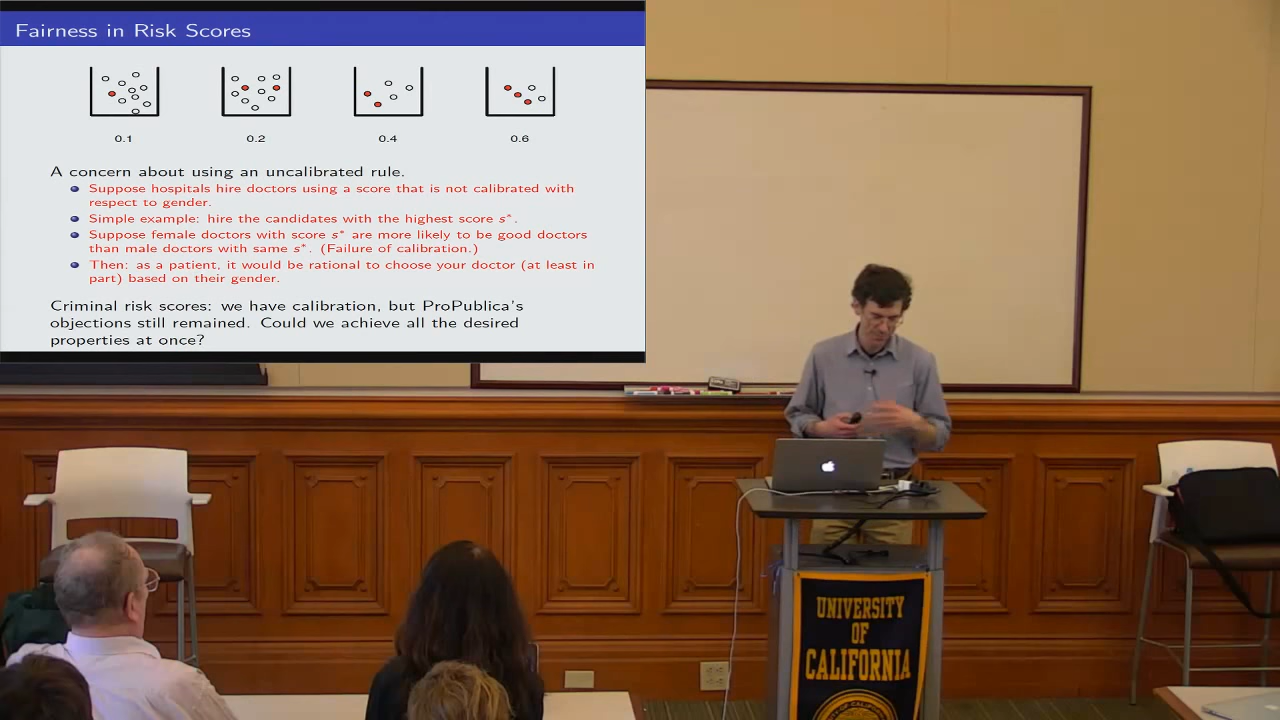 Fairness in Risk Scores
0.1 0.2 0.4 0.6
A concern about using an uncalibrated rule.
Suppose hospitals hire doctors using a score that is not calibrated with
respect to gender.
Simple example: hire the candidates with the highest score s*.
Suppose female doctors with score s* are more likely to be good doctors
than male doctors with same s*. (Failure of calibration.)
Then: as a patient, it would be rational to choose your doctor (at least in
part) based on their gender.
Criminal risk scores: we have calibration, but ProPublica's
objections still remained. Could we achieve all the desired
properties at once?
UNIVERSITY
OF
CALIFORNIA